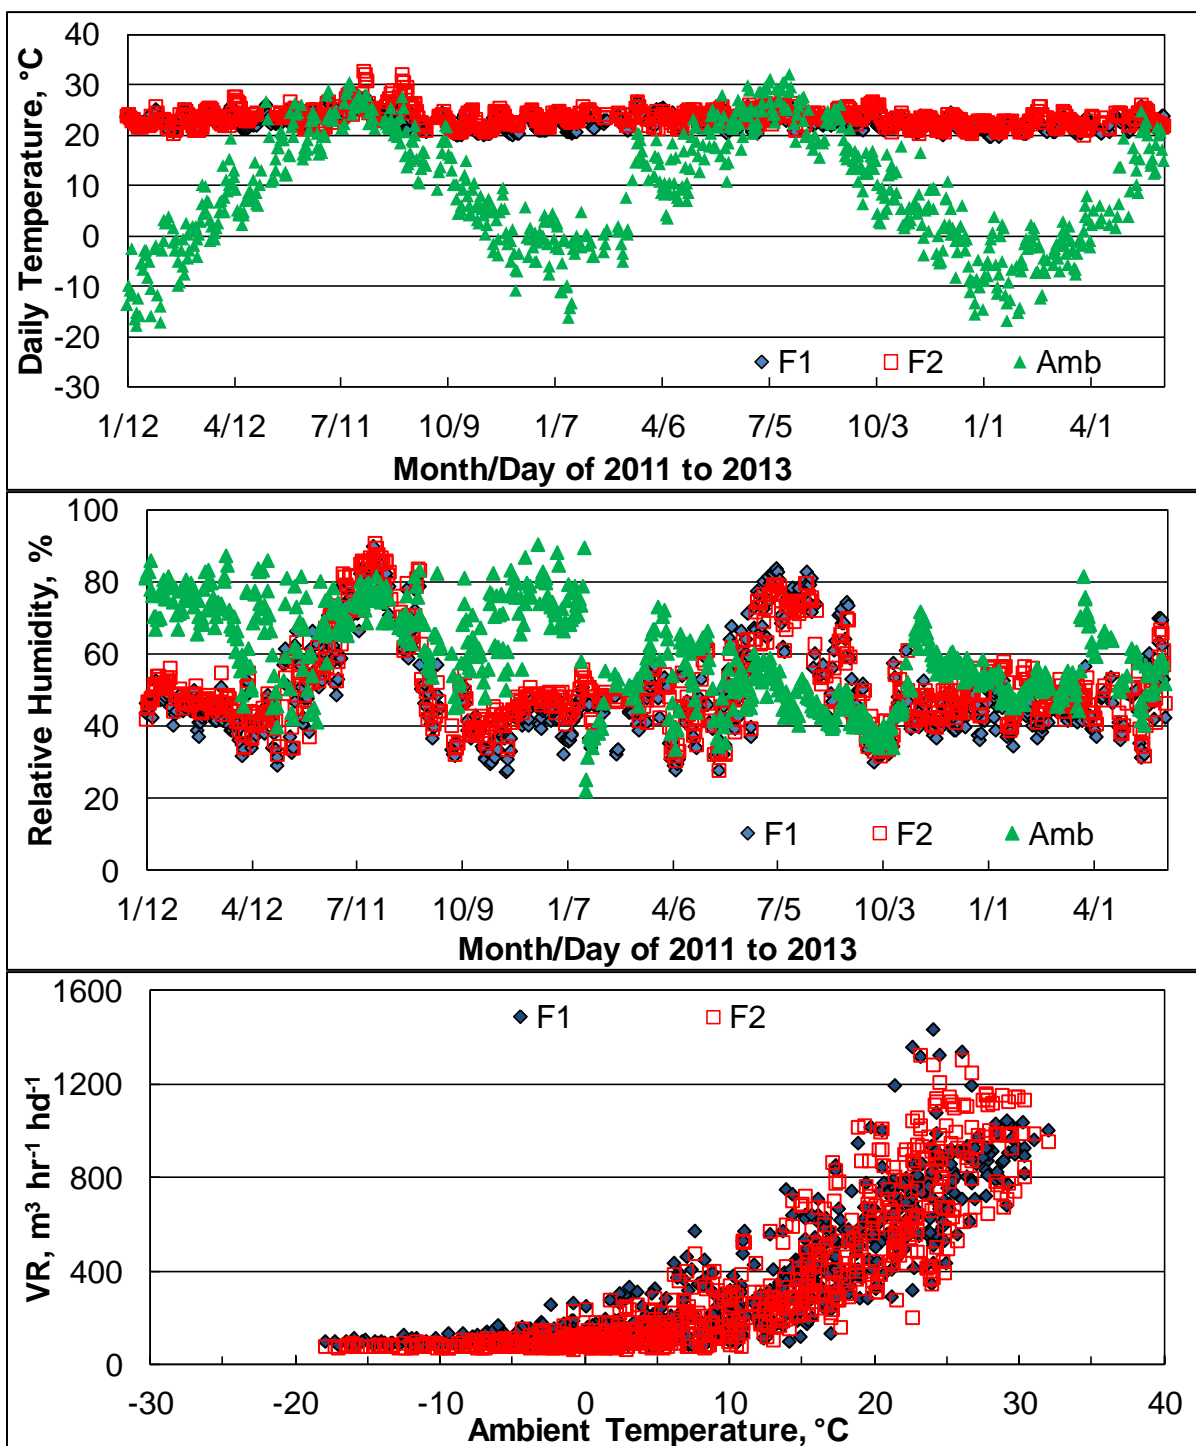 40
30
20
10
0
-10
-20
-30
Daily Temperature, °C
F1 F2 Amb
1/12 4/12 7/11 10/9 1/7 4/6 7/5 10/3 1/1 4/1
Month/Day of 2011 to 2013
100
80
60
40
20
0
Relative Humidity, %
F1 F2 Amb
1/12 4/12 7/11 10/9 1/7 4/6 7/5 10/3 1/1 4/1
Month/Day of 2011 to 2013
1600
1200
800
400
0
VR, m³ hr⁻¹ hd⁻¹
F1 F2
-30 -20 -10 0 10 20 30 40
Ambient Temperature, °C